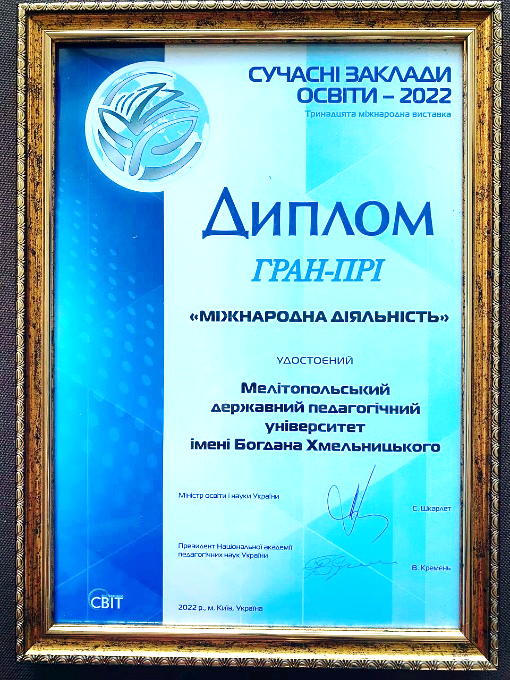 СУЧАСНІ ЗАКЛАДИ
ОСВІТИ – 2022
Тринадцята міжнародна виставка
ДИПЛОМ
ГРАН-ПРІ
«МІЖНАРОДНА ДІЯЛЬНІСТЬ»
УДОСТОЄНИЙ
Мелітопольський
державний педагогічний
університет
імені Богдана Хмельницького
Міністр освіти і науки України
С. Шкарлет
Президент Національної академії
педагогічних наук України
В. Кремень
СВІТ
2022 р., м. Київ, Україна